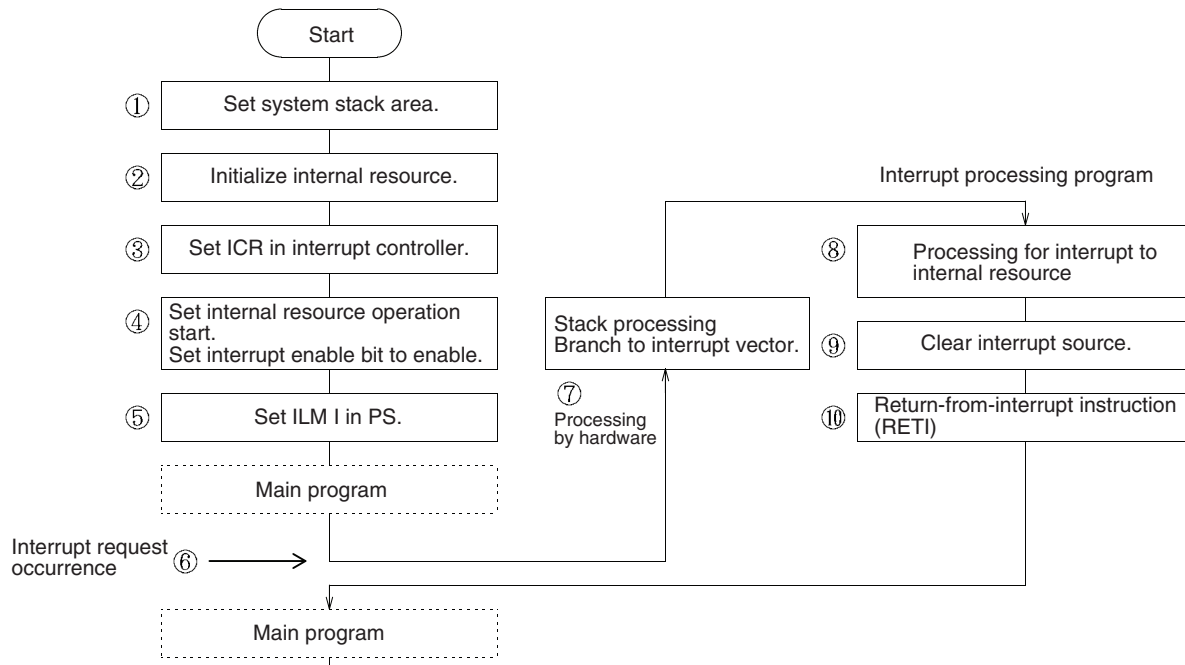 Start
① Set system stack area.
② Initialize internal resource.
③ Set ICR in interrupt controller.
④ Set internal resource operation
start.
Set interrupt enable bit to enable.
⑤ Set ILM I in PS.
Main program
Interrupt request
occurrence
⑥
Stack processing
Branch to interrupt vector.
⑦
Processing
by hardware
Interrupt processing program
⑧ Processing for interrupt to
internal resource
⑨ Clear interrupt source.
⑩ Return-from-interrupt instruction
(RETI)
Main program